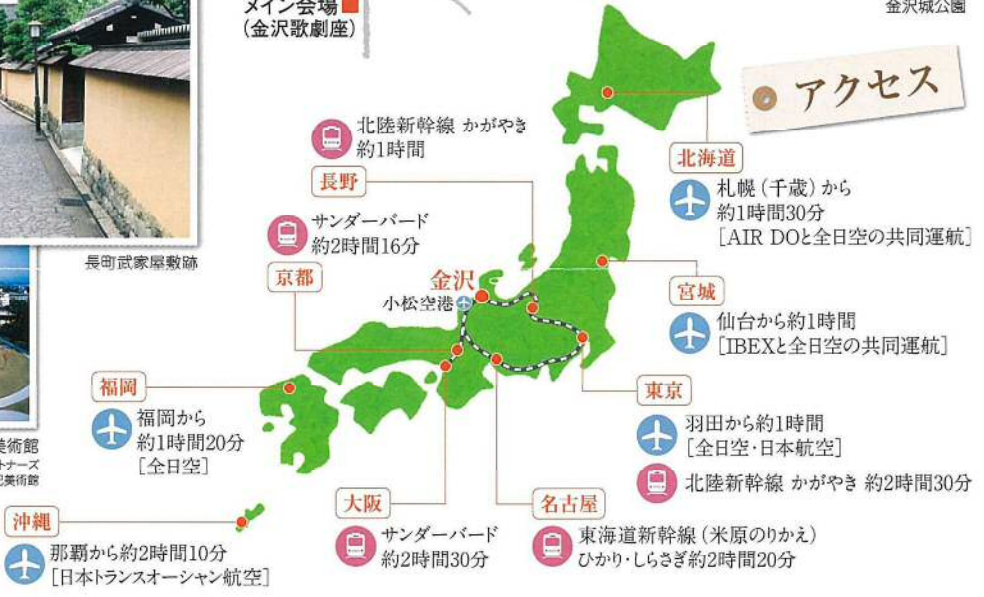 メイン会場
(金沢歌劇座)
金沢城公園
アクセス
長町武家屋敷跡
美術館
トナーズ
美術館
北陸新幹線 かがやき
約1時間
長野
サンダーバード
約2時間16分
京都
金沢
小松空港
北海道
札幌(千歳)から
約1時間30分
[AIR DOと全日空の共同運航]
宮城
仙台から約1時間
[IBEXと全日空の共同運航]
東京
羽田から約1時間
[全日空・日本航空]
北陸新幹線 かがやき 約2時間30分
福岡
福岡から
約1時間20分
[全日空]
大阪
サンダーバード
約2時間30分
名古屋
東海道新幹線(米原のりかえ)
ひかり・しらさぎ約2時間20分
沖縄
那覇から約2時間10分
[日本トランスオーシャン航空]